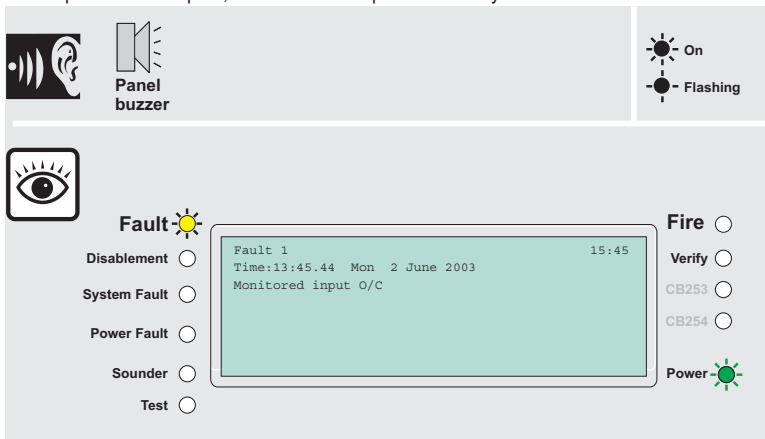 Panel
buzzer
On
Flashing
Fault
Disablement
System Fault
Power Fault
Sounder
Test
Fault 1 15:45
Time:13:45.44 Mon 2 June 2003
Monitored input O/C
Fire
Verify
CB253
CB254
Power